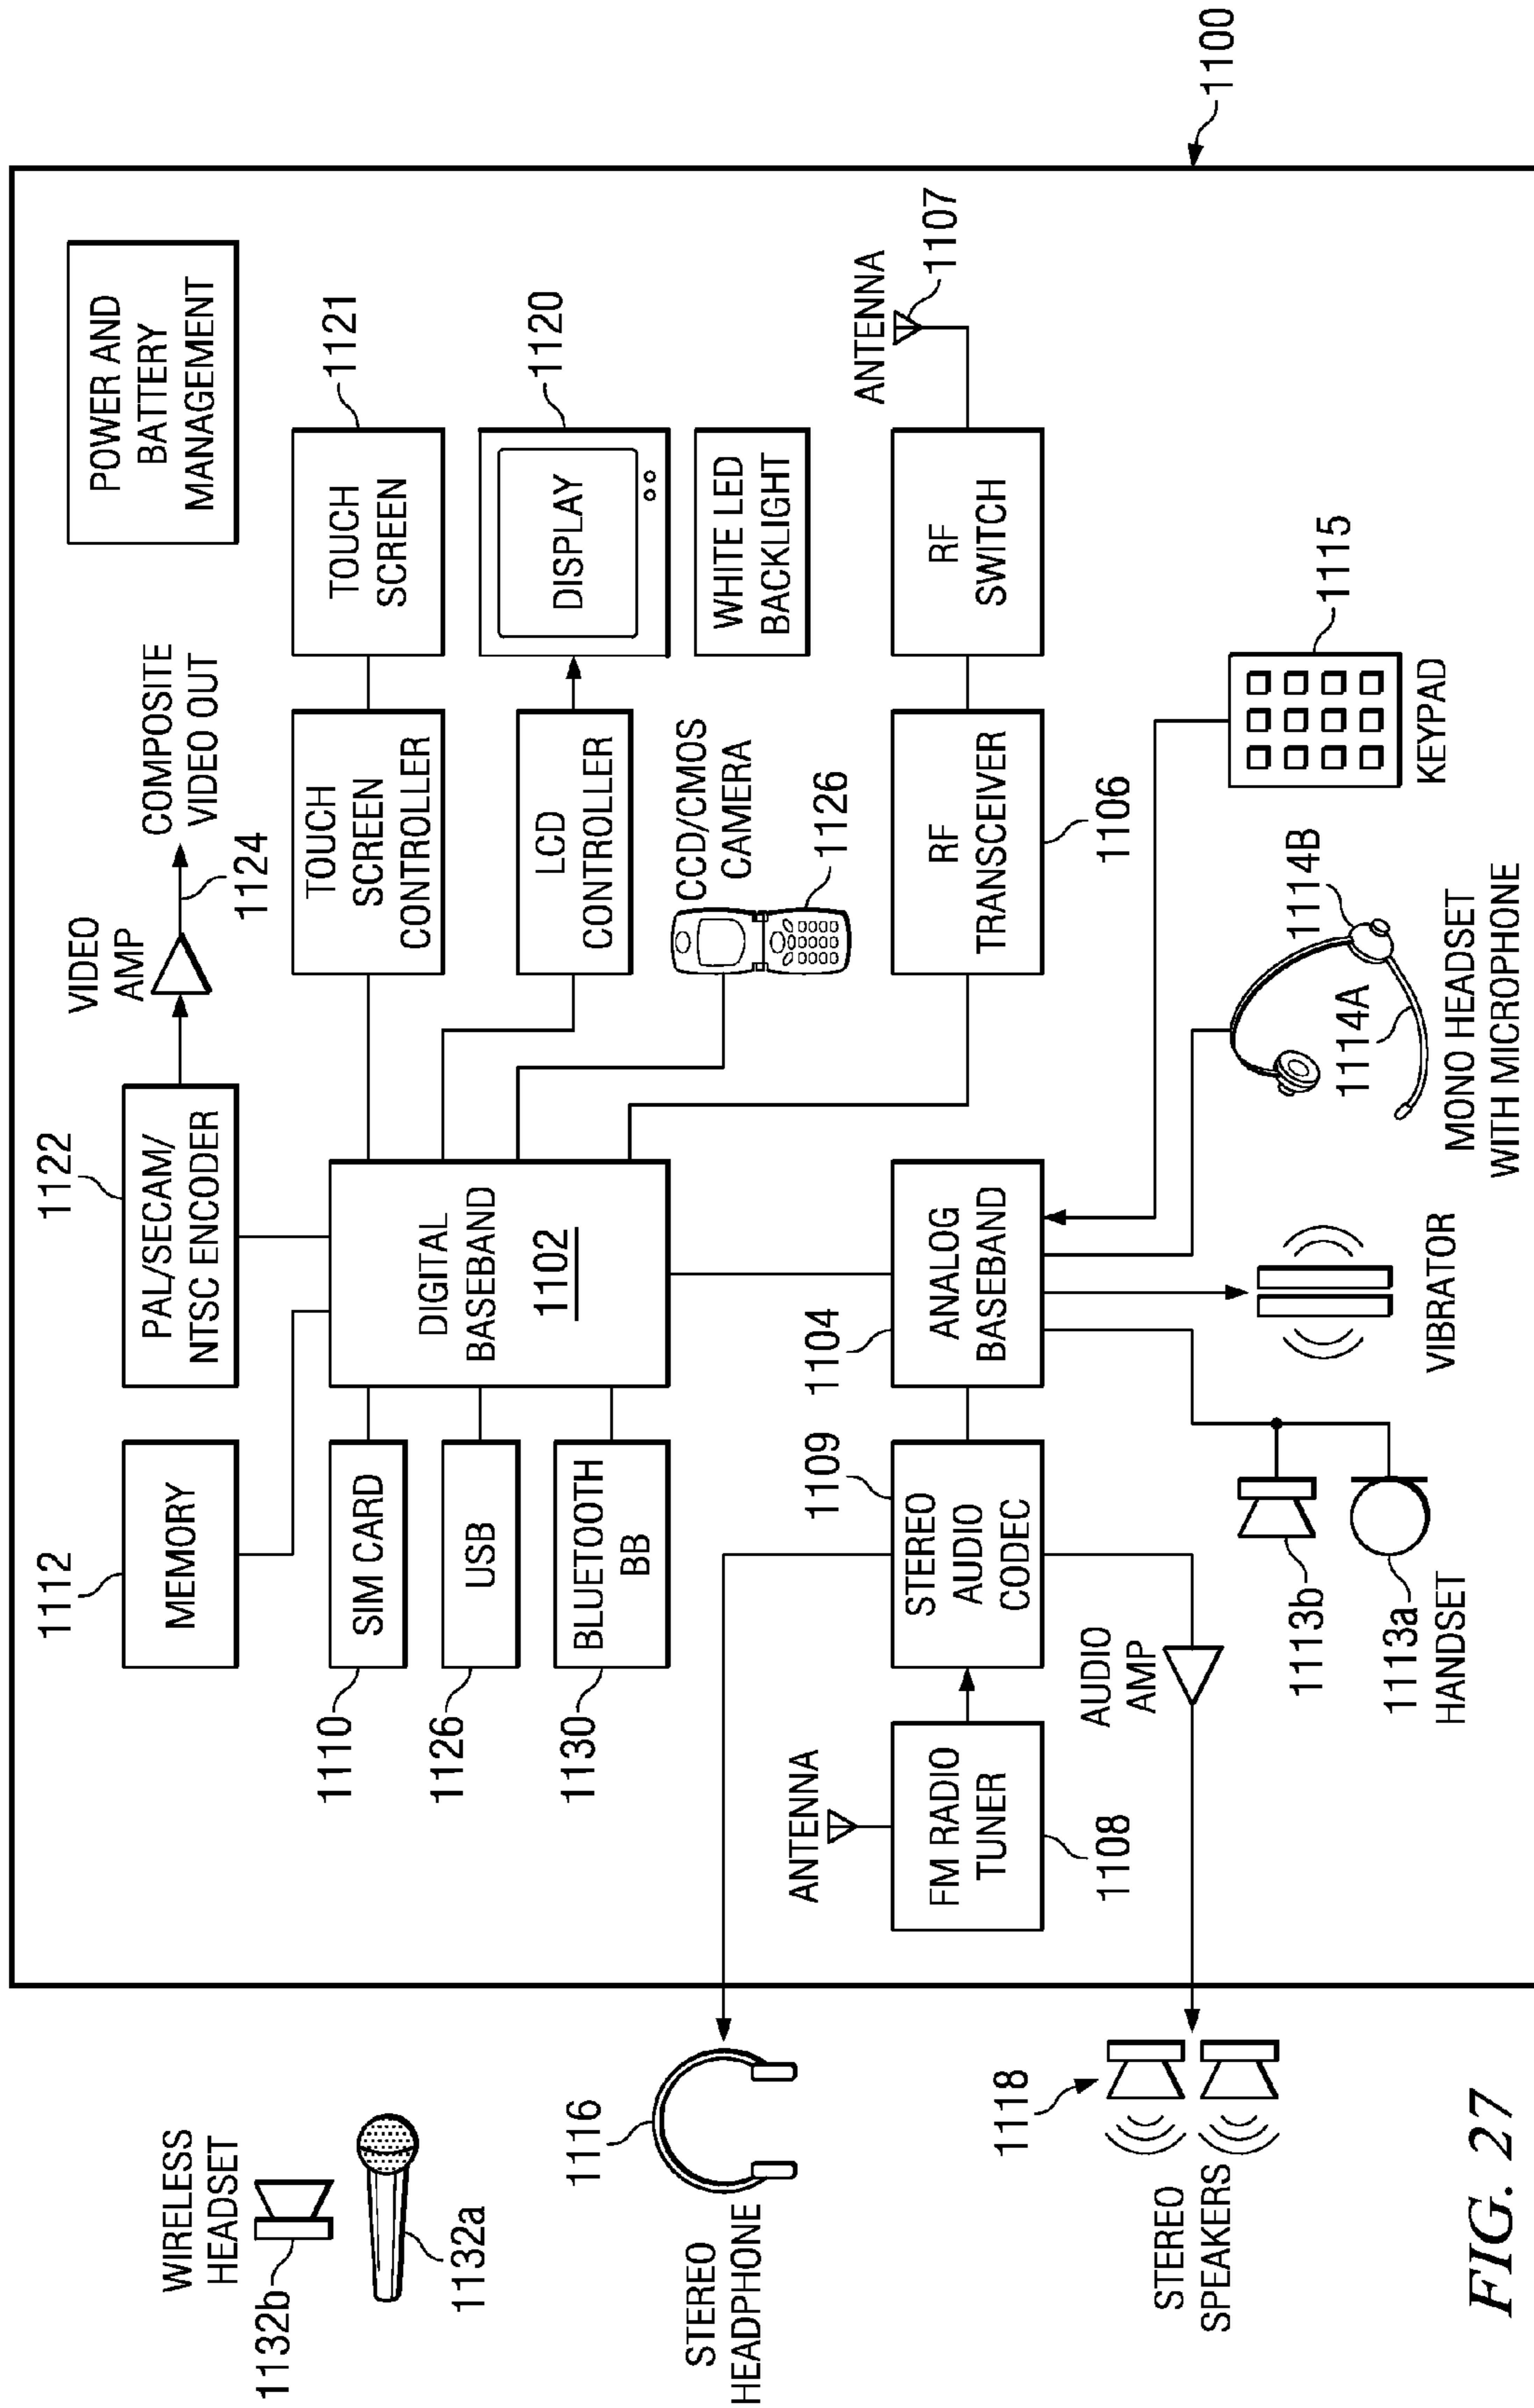 1112
MEMORY
1122
PAL/SECAM/
NTSC ENCODER
VIDEO
AMP
1124
COMPOSITE
VIDEO OUT
POWER AND
BATTERY
MANAGEMENT
WIRELESS
HEADSET
1132b
1132a
1110
SIM CARD
1126
USB
1130
BLUETOOTH
BB
DIGITAL
BASEBAND
1102
TOUCH
SCREEN
CONTROLLER
TOUCH
SCREEN
1121
LCD
CONTROLLER
DISPLAY
1120
CCD/CMOS
CAMERA
1126
WHITE LED
BACKLIGHT
1116
STEREO
HEADPHONE
ANTENNA
FM RADIO
TUNER
1108
1109
STEREO
AUDIO
CODEC
1104
ANALOG
BASEBAND
RF
TRANSCEIVER
1106
RF
SWITCH
ANTENNA
1107
1100
1118
STEREO
SPEAKERS
AUDIO
AMP
1113b
1113a
HANDSET
VIBRATOR
1114A
1114B
MONO HEADSET
WITH MICROPHONE
1115
KEYPAD
FIG. 27